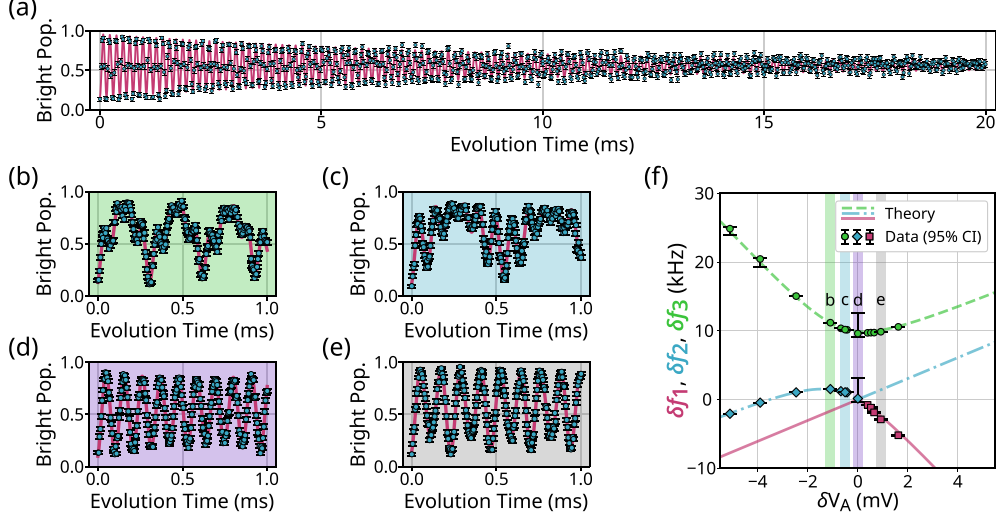 (a)
Bright Pop.
1.0
0.5
0.0
0
5
10
15
20
Evolution Time (ms)
(b)
Bright Pop.
1.0
0.5
0.0
0.0
0.5
1.0
Evolution Time (ms)
(c)
Bright Pop.
1.0
0.5
0.0
0.0
0.5
1.0
Evolution Time (ms)
(d)
Bright Pop.
1.0
0.5
0.0
0.0
0.5
1.0
Evolution Time (ms)
(e)
Bright Pop.
1.0
0.5
0.0
0.0
0.5
1.0
Evolution Time (ms)
(f)
δf1, δf2, δf3 (kHz)
30
20
10
0
−10
Theory
Data (95% CI)
b c d e
−4
−2
0
2
4
δVA (mV)